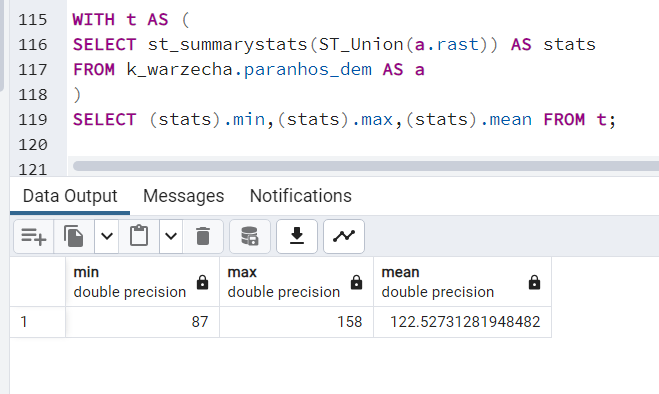 115 WITH t AS (
116 SELECT st_summarystats(ST_Union(a.rast)) AS stats
117 FROM k_warzecha.paranhos_dem AS a
118 )
119 SELECT (stats).min,(stats).max,(stats).mean FROM t;
120
121
Data Output Messages Notifications
min max mean
double precision double precision double precision
1 87 158 122.52731281948482